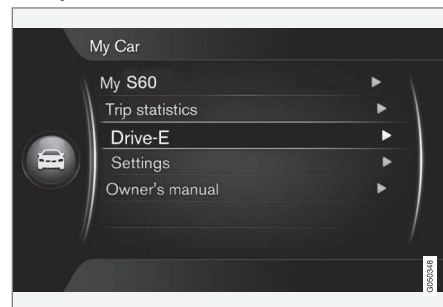 My Car
My S60
Trip statistics
Drive-E
Settings
Owner's manual
G050348